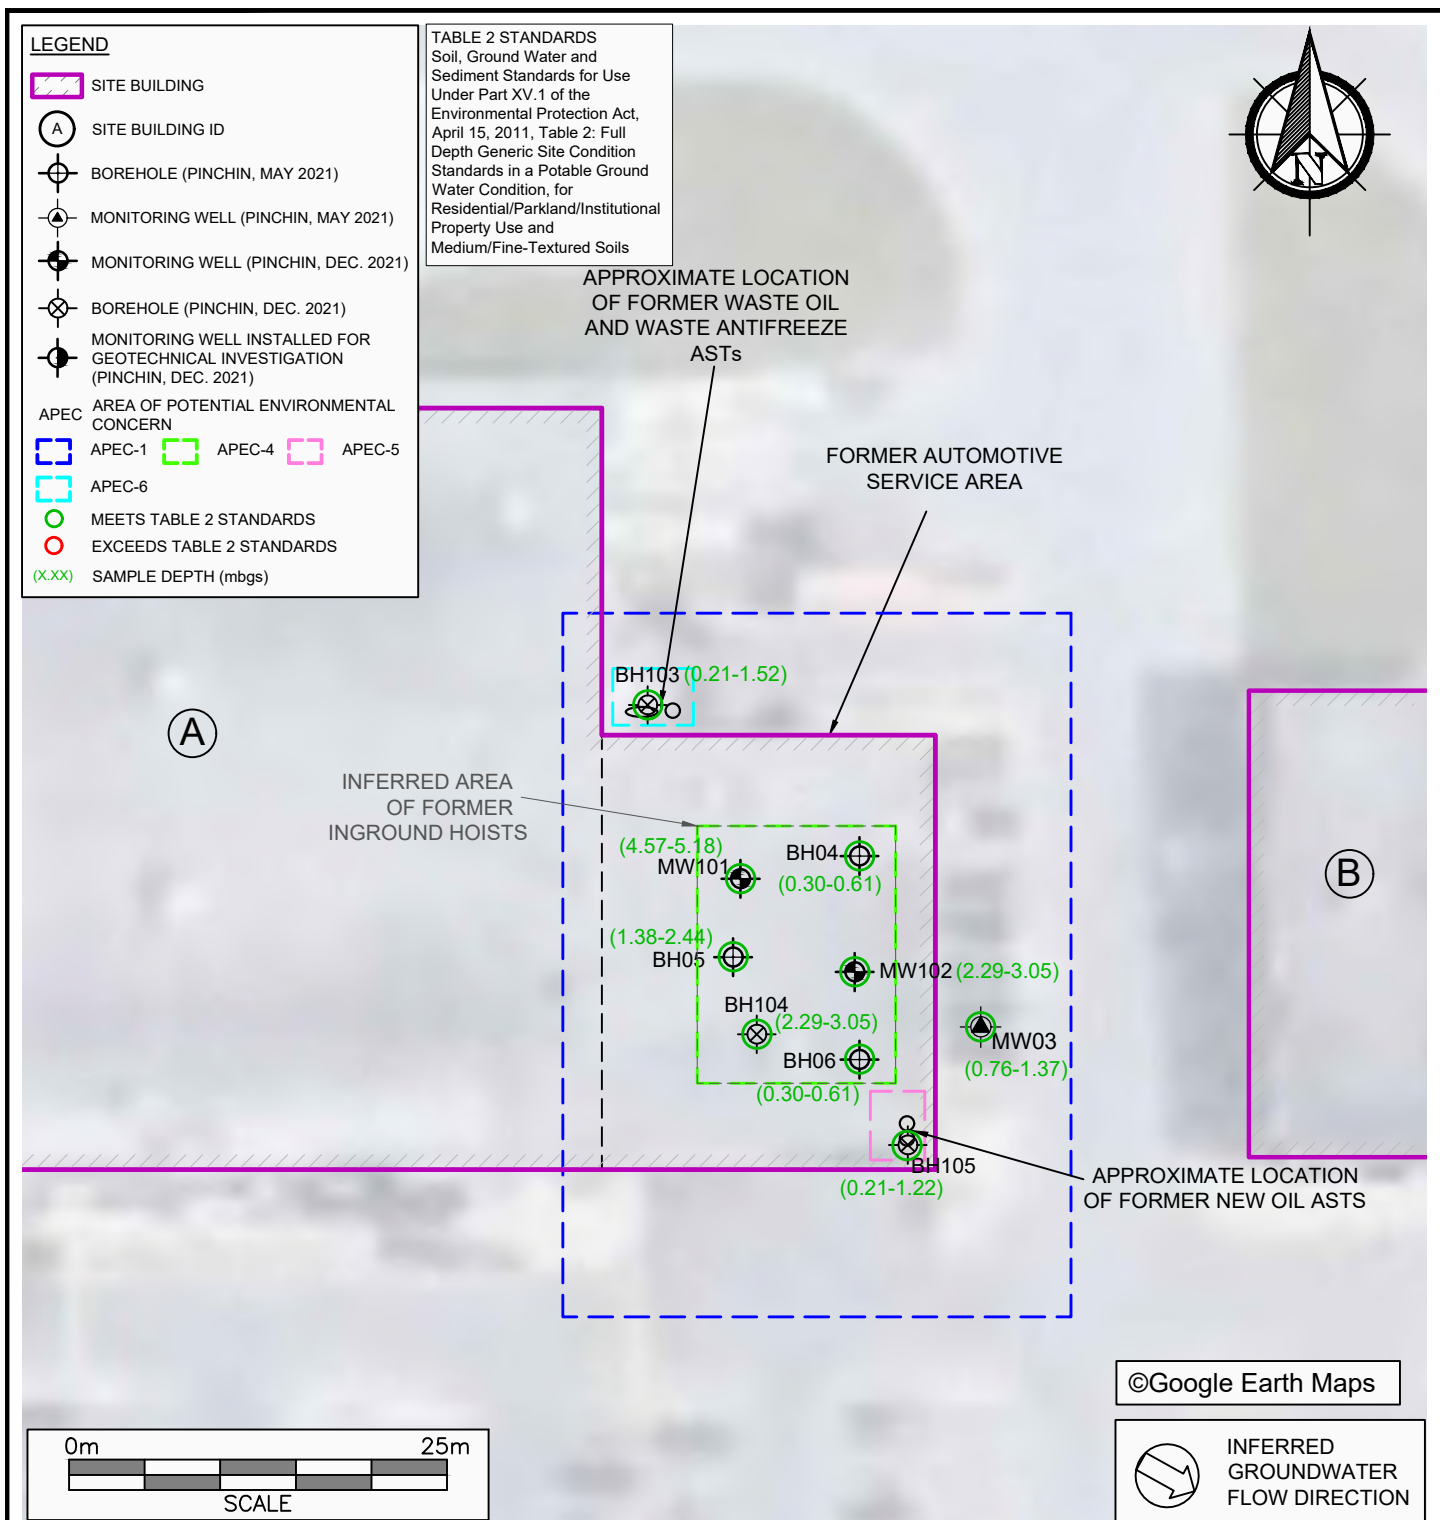 LEGEND
SITE BUILDING
A
SITE BUILDING ID
BOREHOLE (PINCHIN, MAY 2021)
MONITORING WELL (PINCHIN, MAY 2021)
MONITORING WELL (PINCHIN, DEC. 2021)
BOREHOLE (PINCHIN, DEC. 2021)
MONITORING WELL INSTALLED FOR
GEOTECHNICAL INVESTIGATION
(PINCHIN, DEC. 2021)
APEC
AREA OF POTENTIAL ENVIRONMENTAL
CONCERN
APEC-1
APEC-4
APEC-5
APEC-6
MEETS TABLE 2 STANDARDS
EXCEEDS TABLE 2 STANDARDS
(X.XX)
SAMPLE DEPTH (mbgs)
TABLE 2 STANDARDS
Soil, Ground Water and
Sediment Standards for Use
Under Part XV.1 of the
Environmental Protection Act,
April 15, 2011, Table 2: Full
Depth Generic Site Condition
Standards in a Potable Ground
Water Condition, for
Residential/Parkland/Institutional
Property Use and
Medium/Fine-Textured Soils
N
APPROXIMATE LOCATION
OF FORMER WASTE OIL
AND WASTE ANTIFREEZE
ASTs
FORMER AUTOMOTIVE
SERVICE AREA
BH103 (0.21-1.52)
A
INFERRED AREA
OF FORMER
INGROUND HOISTS
(4.57-5.18)
MW101
BH04
(0.30-0.61)
B
(1.38-2.44)
BH05
MW102 (2.29-3.05)
BH104
(2.29-3.05)
MW03
(0.76-1.37)
BH06
(0.30-0.61)
BH105
(0.21-1.22)
APPROXIMATE LOCATION
OF FORMER NEW OIL ASTS
©Google Earth Maps
0m 25m
SCALE
INFERRED
GROUNDWATER
FLOW DIRECTION